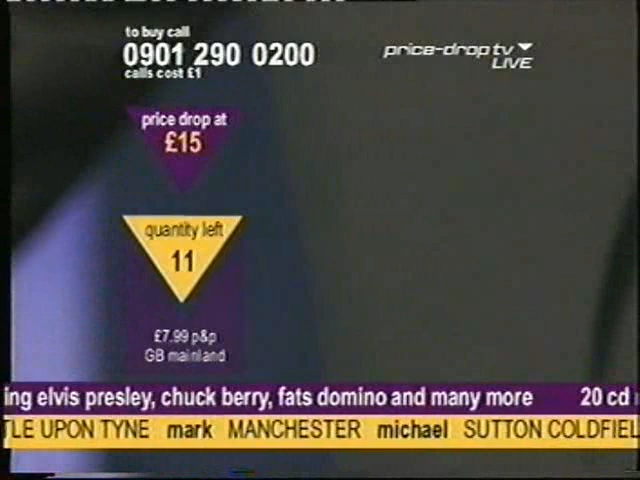 to buy call
0901 290 0200
calls cost £1
price-drop tv
LIVE
price drop at
£15
quantity left
11
£7.99 p&p
GB mainland
ing elvis presley, chuck berry, fats domino and many more 20 cd
TLE UPON TYNE mark MANCHESTER michael SUTTON COLDFIEL